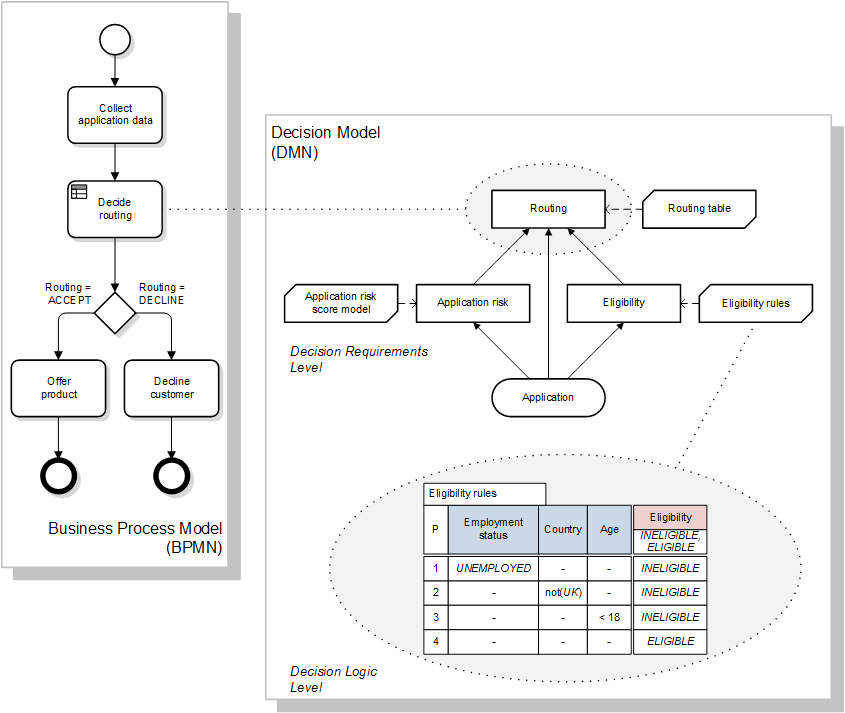 Collect
application data
Decide
routing
Routing =
ACCEPT
Routing =
DECLINE
Offer
product
Decline
customer
Business Process Model
(BPMN)
Decision Model
(DMN)
Routing
Routing table
Application risk
score model
Application risk
Eligibility
Eligibility rules
Decision Requirements
Level
Application
Eligibility rules
P
Employment
status
Country
Age
Eligibility
INELIGIBLE,
ELIGIBLE
1 UNEMPLOYED - - INELIGIBLE
2 - not(UK) - INELIGIBLE
3 - - < 18 INELIGIBLE
4 - - - ELIGIBLE
Decision Logic
Level